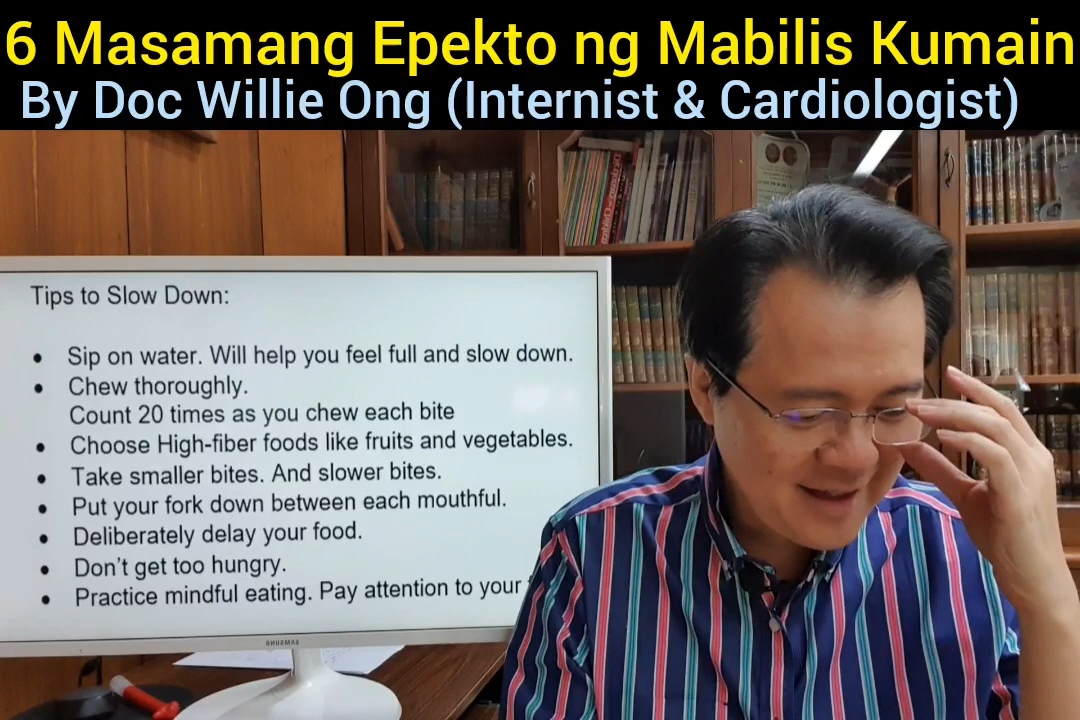 6 Masamang Epekto ng Mabilis Kumain
By Doc Willie Ong (Internist & Cardiologist)
Tips to Slow Down:
• Sip on water. Will help you feel full and slow down.
• Chew thoroughly.
Count 20 times as you chew each bite
• Choose High-fiber foods like fruits and vegetables.
• Take smaller bites. And slower bites.
• Put your fork down between each mouthful.
• Deliberately delay your food.
• Don't get too hungry.
• Practice mindful eating. Pay attention to your
SAMSUNG